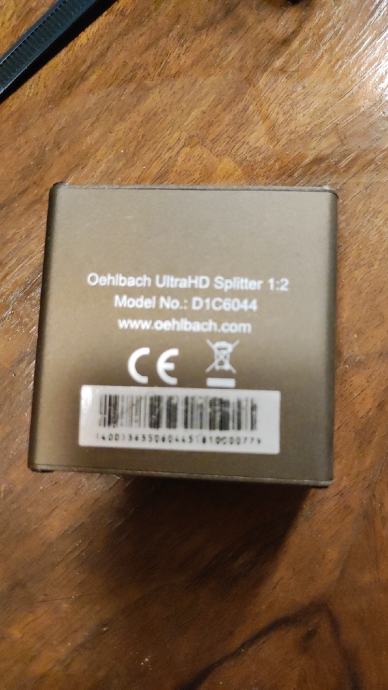 Oehlbach UltraHD Splitter 1:2
Model No.: D1C6044
www.oehlbach.com
CE